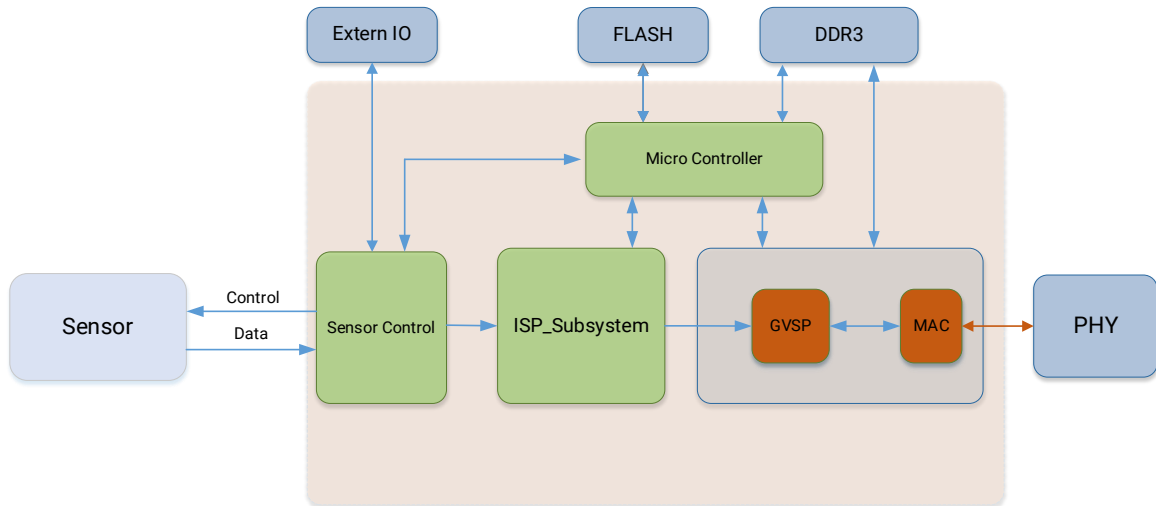 Extern IO
FLASH
DDR3
Micro Controller
Sensor
Control
Data
Sensor Control
ISP_Subsystem
GVSP
MAC
PHY